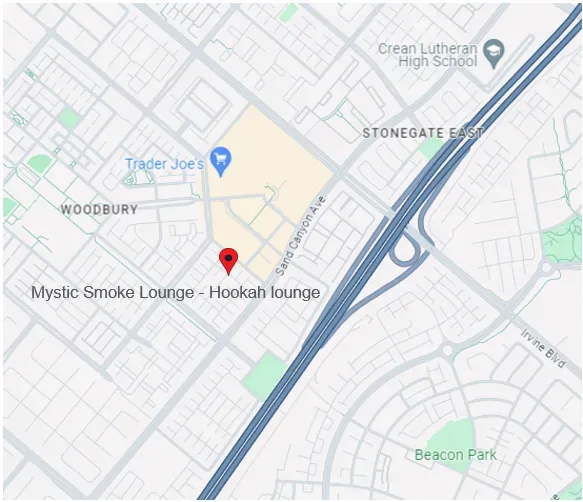 Crean Lutheran
High School
STONEGATE EAST
Trader Joe's
WOODBURY
Sand Canyon Ave
Mystic Smoke Lounge - Hookah lounge
Irvine Blvd
Beacon Park